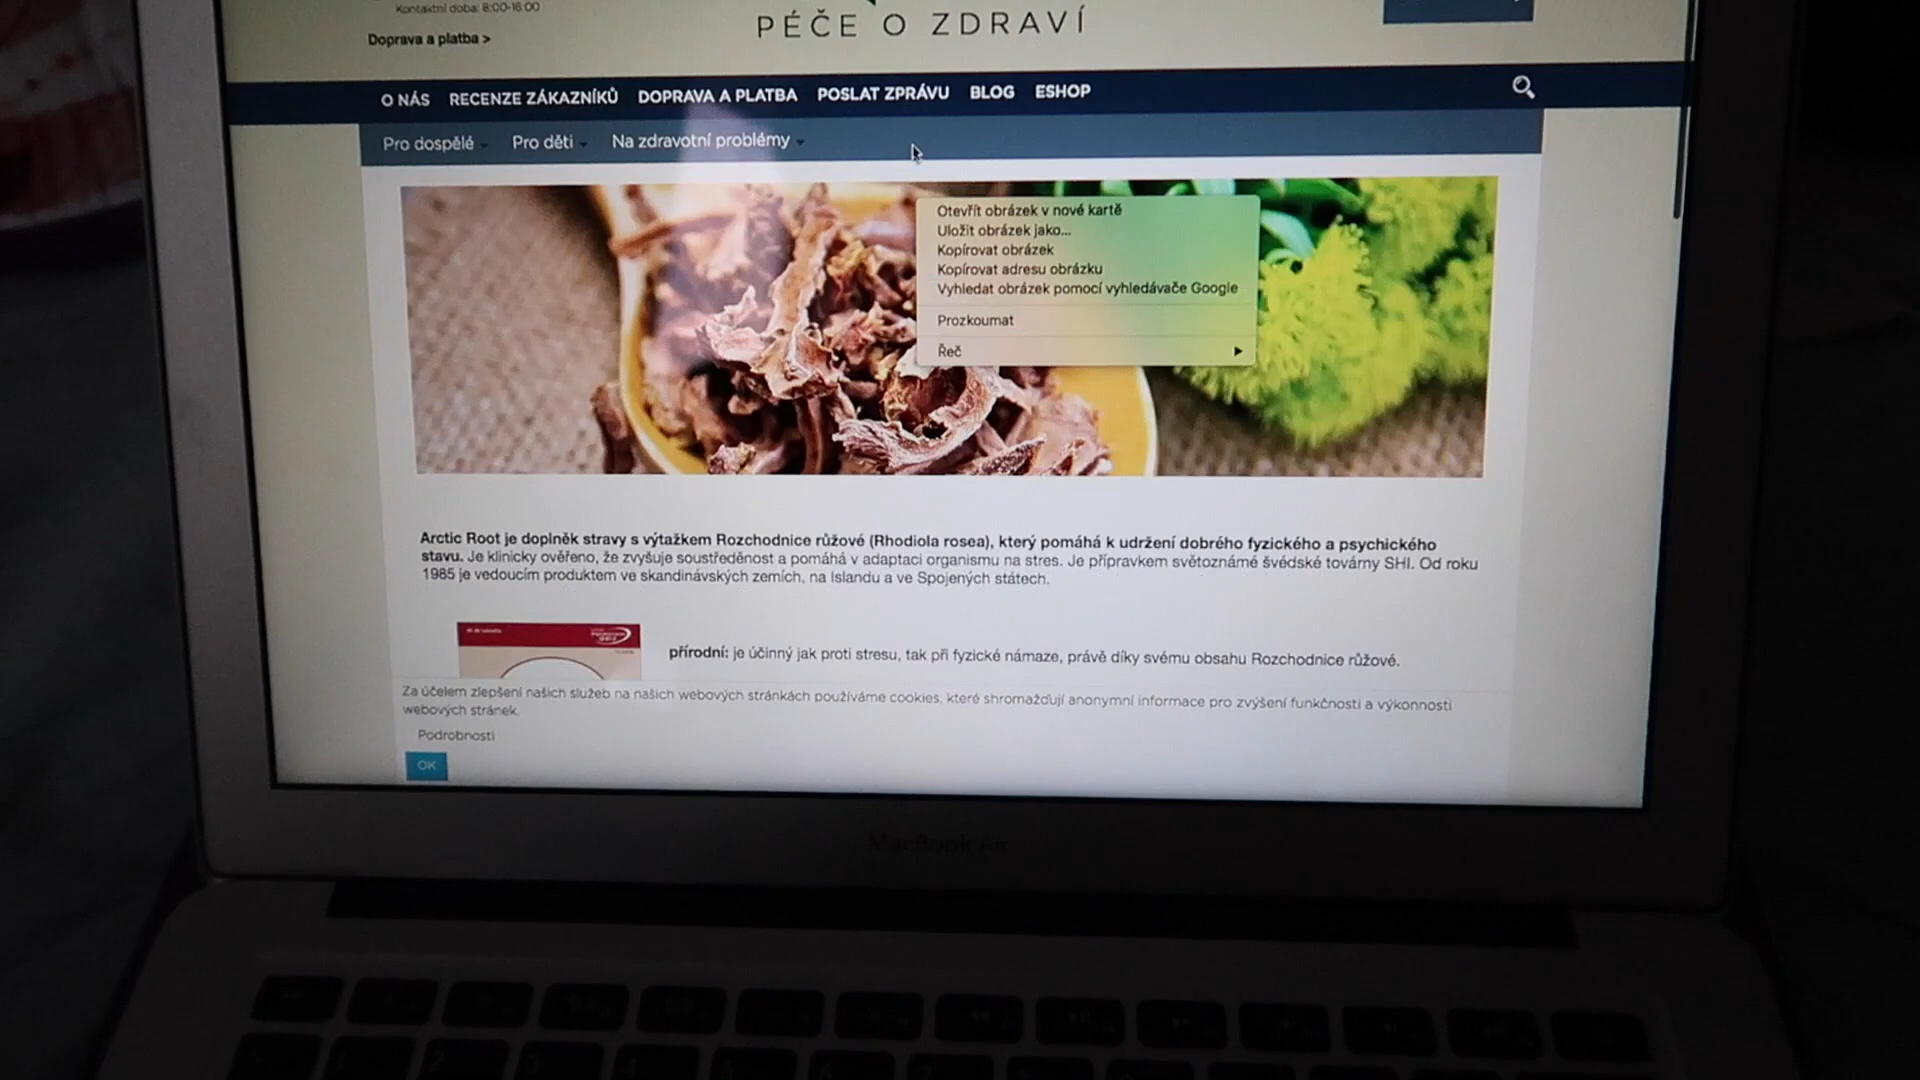 Kontaktní doba: 8:00-16:00
Doprava a platba >
PÉČE O ZDRAVÍ
O NÁS RECENZE ZÁKAZNÍKŮ DOPRAVA A PLATBA POSLAT ZPRÁVU BLOG ESHOP
Pro dospělé Pro děti Na zdravotní problémy
Otevřít obrázek v nové kartě
Uložit obrázek jako...
Kopírovat obrázek
Kopírovat adresu obrázku
Vyhledat obrázek pomocí vyhledávače Google
Prozkoumat
Řeč
Arctic Root je doplněk stravy s výtažkem Rozchodnice růžové (Rhodiola rosea), který pomáhá k udržení dobrého fyzického a psychického
stavu. Je klinicky ověřeno, že zvyšuje soustředěnost a pomáhá v adaptaci organismu na stres. Je přípravkem světoznámé švédské továrny SHI. Od roku
1985 je vedoucím produktem ve skandinávských zemích, na Islandu a ve Spojených státech.
přírodní: je účinný jak proti stresu, tak při fyzické námaze, právě díky svému obsahu Rozchodnice růžové.
Za účelem zlepšení našich služeb na našich webových stránkách používáme cookies, které shromažďují anonymní informace pro zvýšení funkčnosti a výkonnosti
webových stránek.
Podrobnosti
OK
MacBook Air